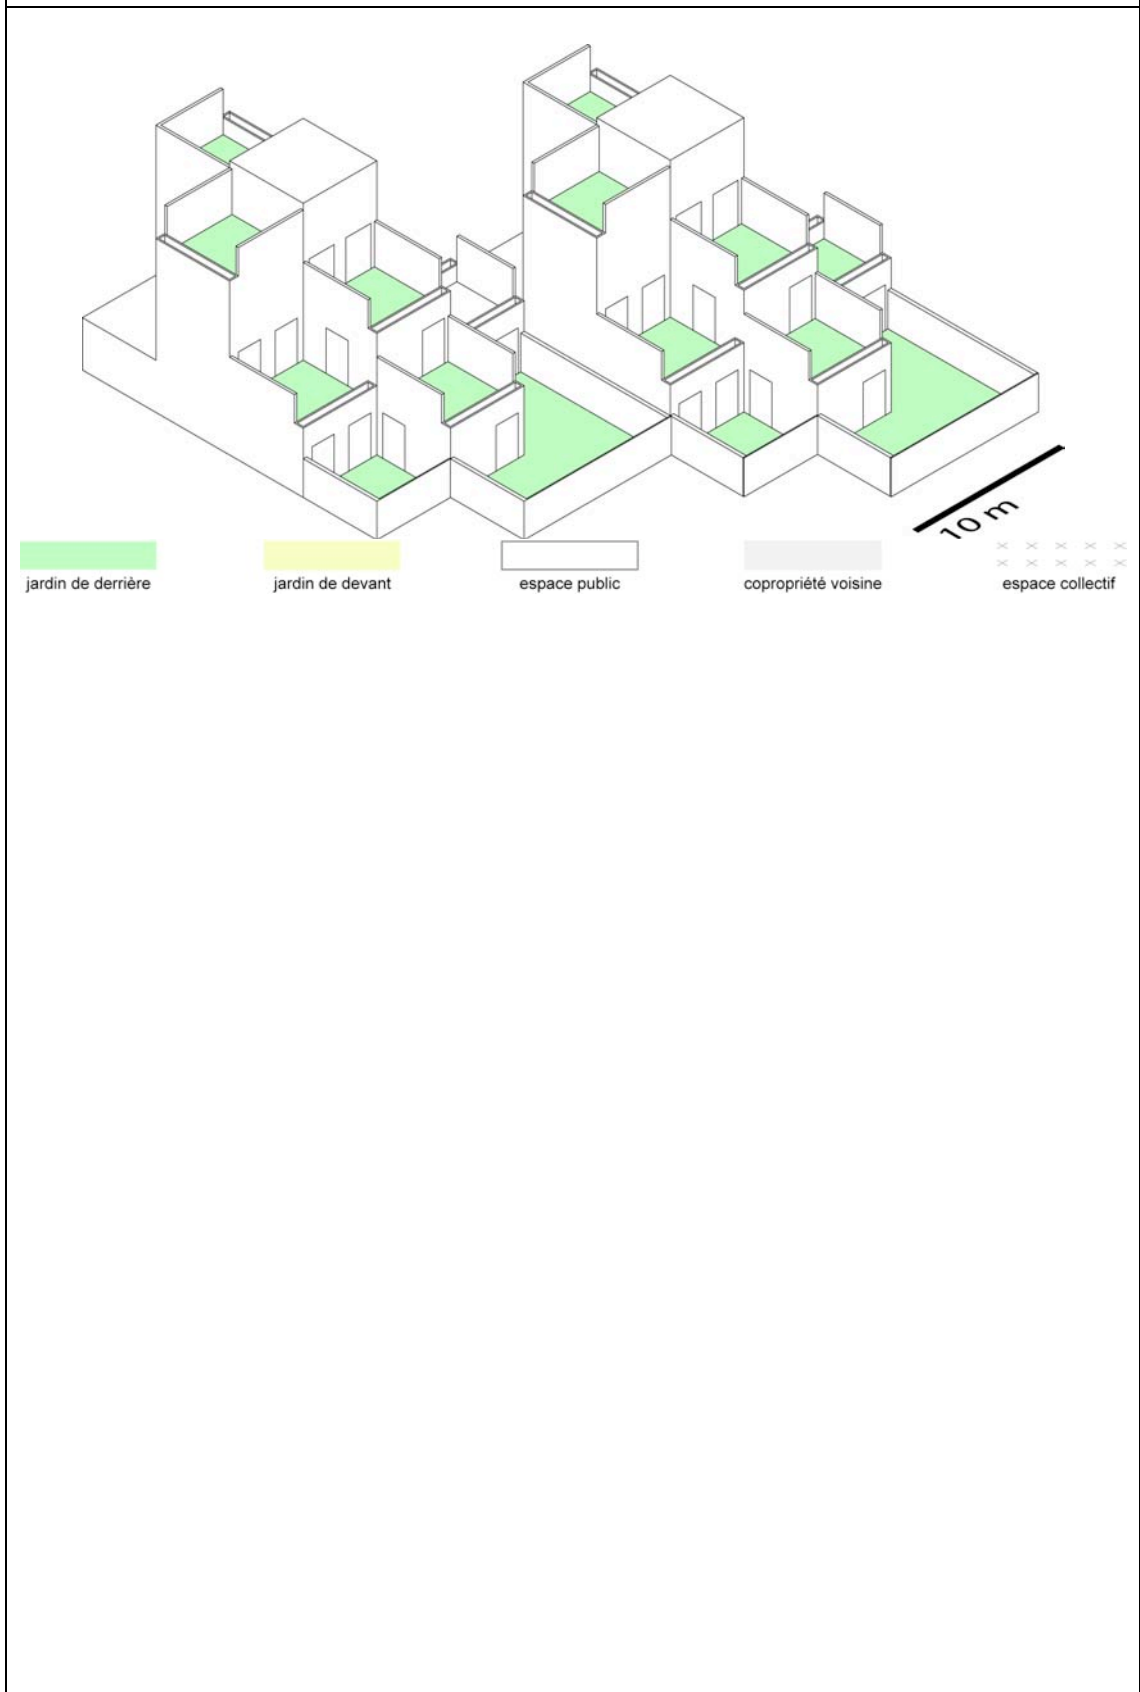 10 m
jardin de derrière
jardin de devant
espace public
copropriété voisine
espace collectif